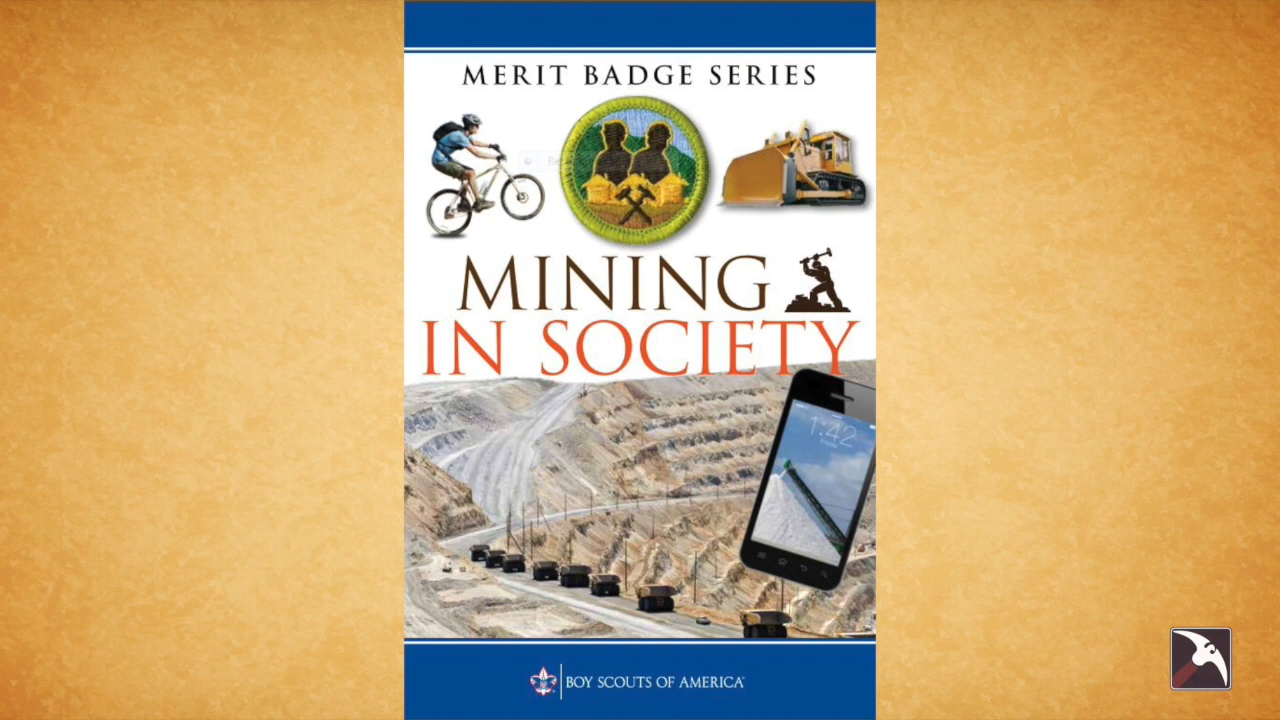 MERIT BADGE SERIES
MINING
IN SOCIETY
1:42
BOY SCOUTS OF AMERICA